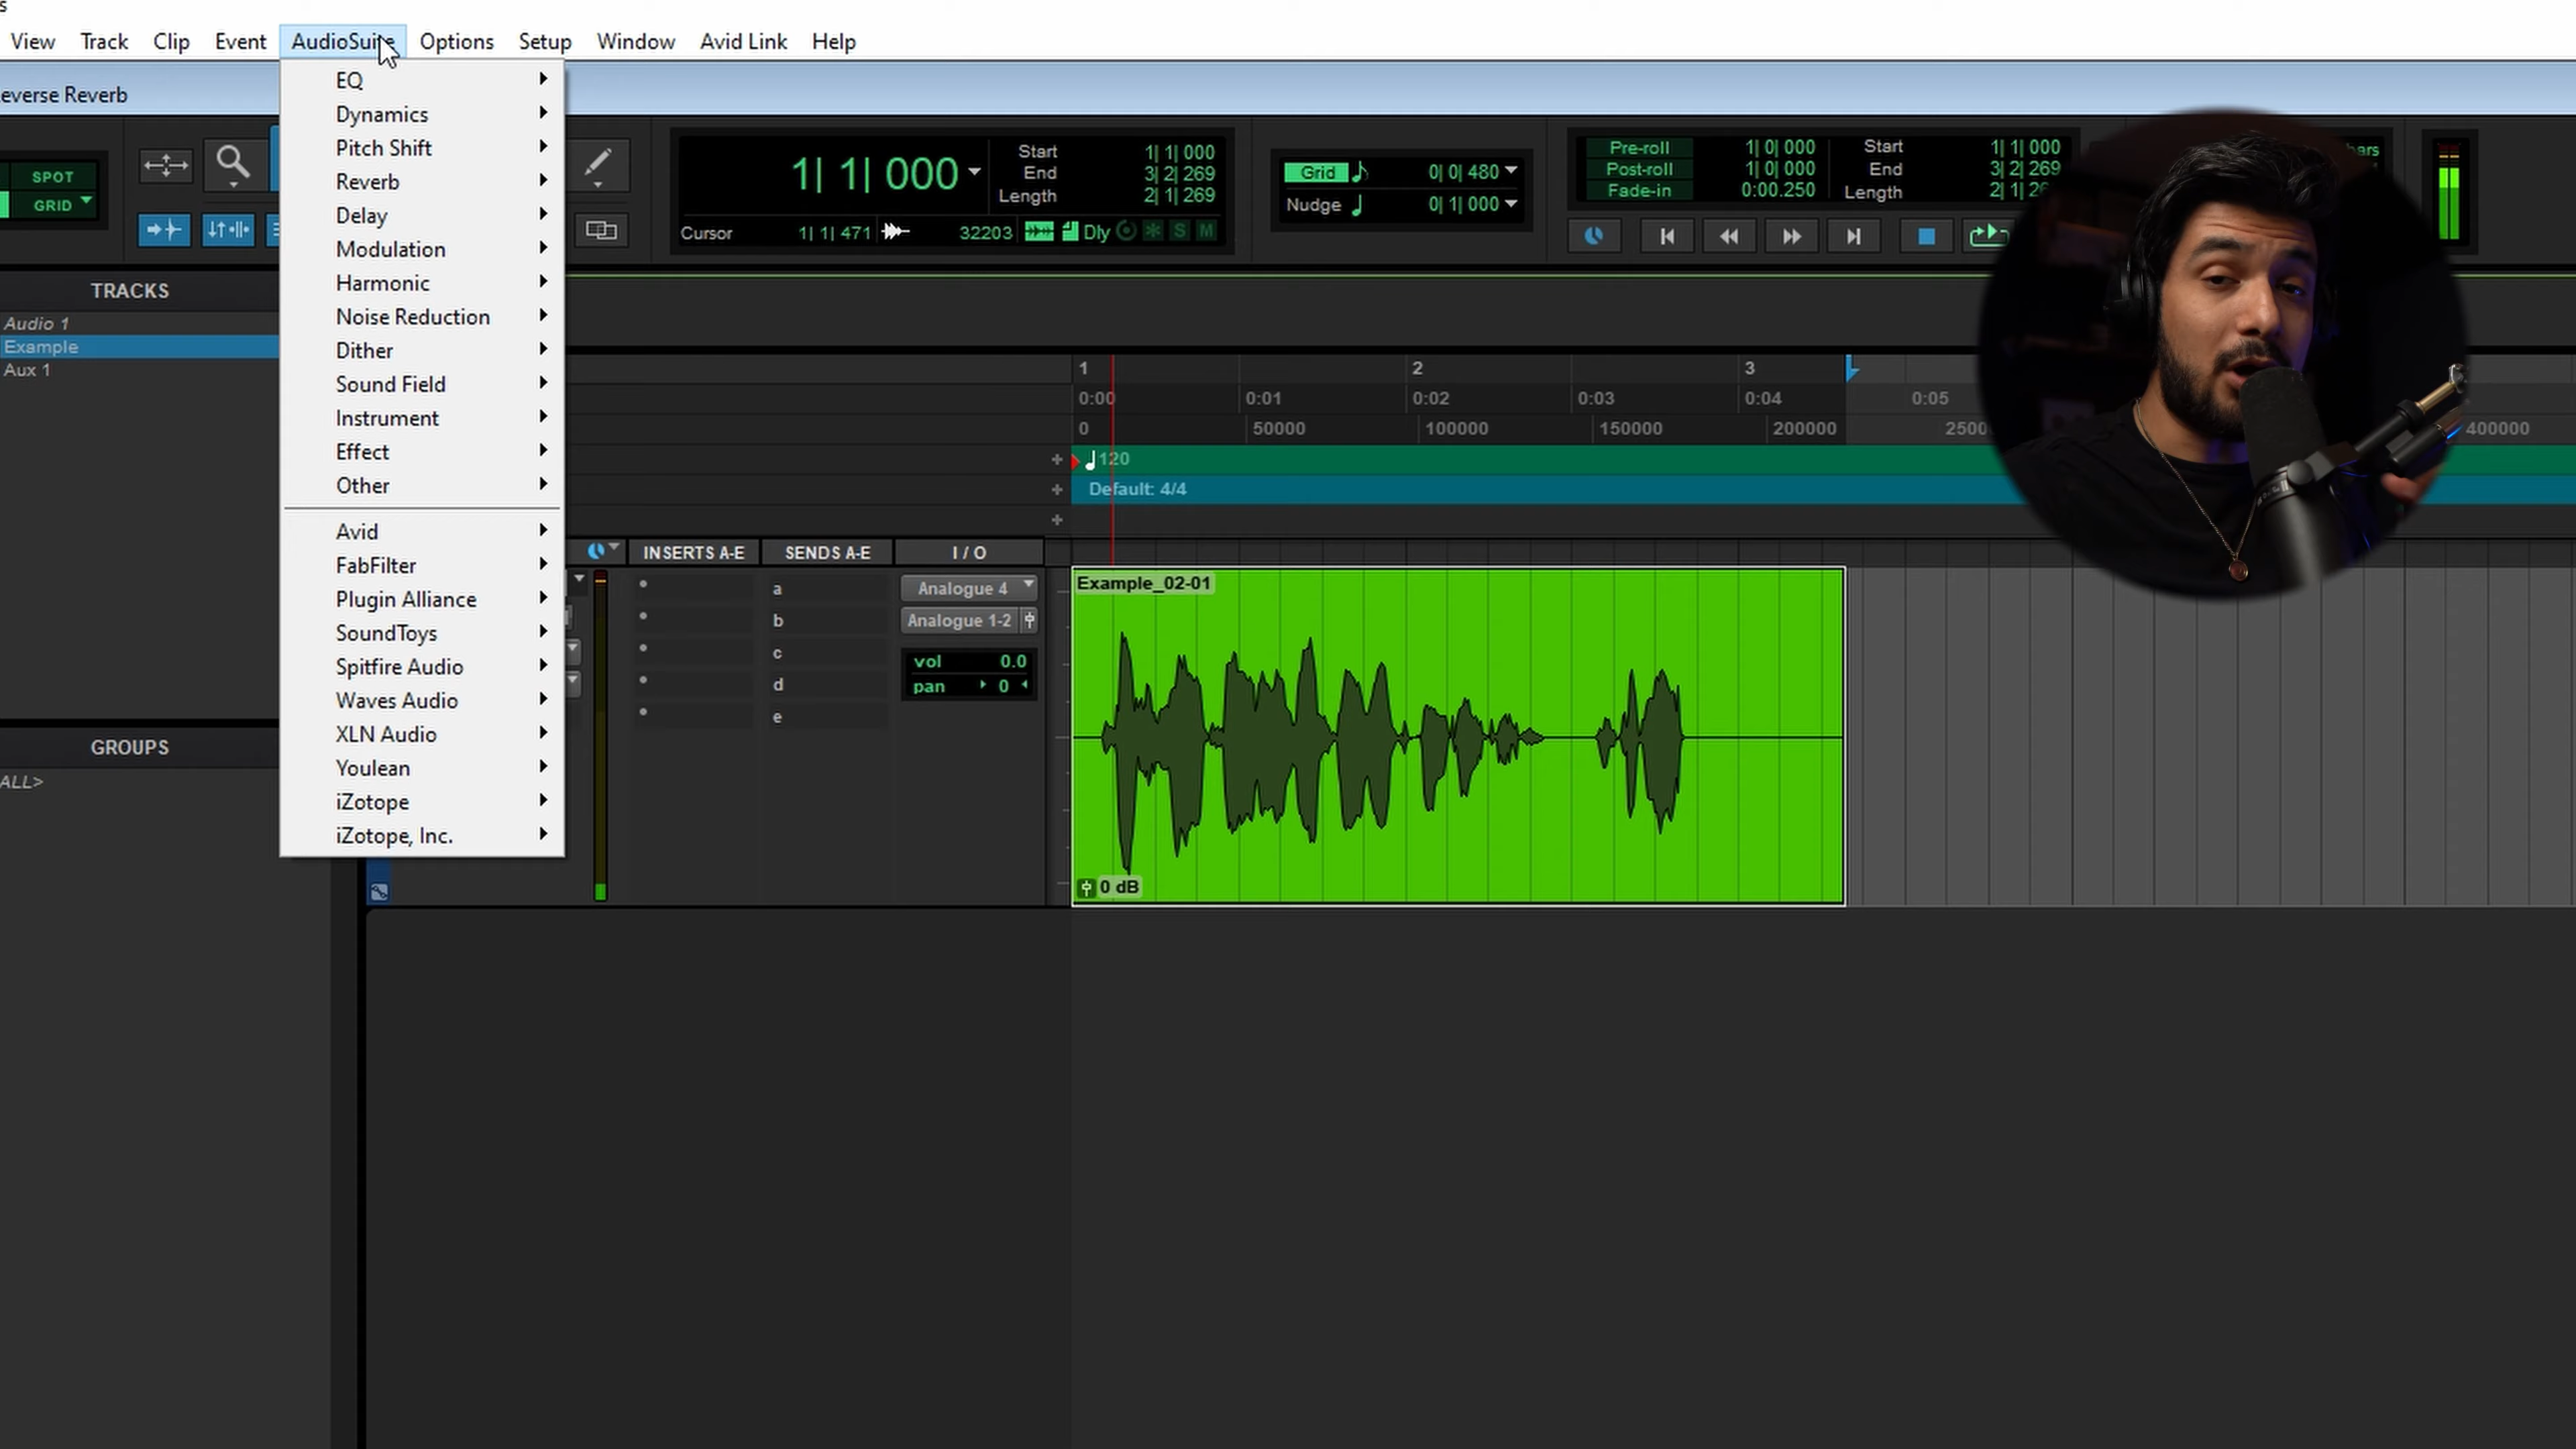 s
View Track Clip Event AudioSuite Options Setup Window Avid Link Help
everse Reverb
SPOT
GRID
EQ
Dynamics
Pitch Shift
Reverb
Delay
Modulation
Harmonic
Noise Reduction
Dither
Sound Field
Instrument
Effect
Other
Avid
FabFilter
Plugin Alliance
SoundToys
Spitfire Audio
Waves Audio
XLN Audio
Youlean
iZotope
iZotope, Inc.
1| 1| 000
Start 1| 1| 000
End 3| 2| 269
Length 2| 1| 269
Cursor 1| 1| 471 32203 Dly S M
Grid 0| 0| 480
Nudge 0| 1| 000
Pre-roll 1| 0| 000 Start 1| 1| 000
Post-roll 1| 0| 000 End 3| 2| 269
Fade-in 0:00.250 Length 2| 1| 26
bars
TRACKS
Audio 1
Example
Aux 1
GROUPS
ALL>
1 2 3
0:00 0:01 0:02 0:03 0:04 0:05
0 50000 100000 150000 200000 2500 400000
120
Default: 4/4
INSERTS A-E SENDS A-E I / O
a
b
c
d
e
Analogue 4
Analogue 1-2
vol 0.0
pan 0
Example_02-01
0 dB